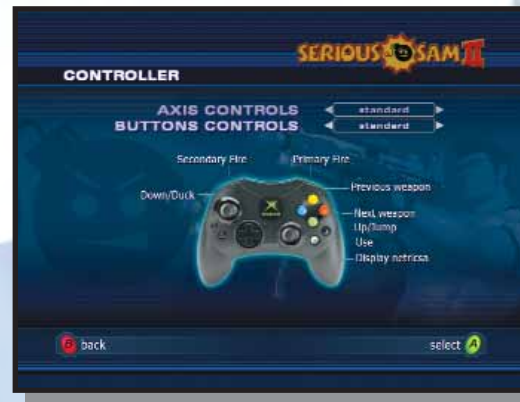 SERIOUS SAM II
CONTROLLER
AXIS CONTROLS standard
BUTTONS CONTROLS standard
Secondary Fire Primary Fire
Previous weapon
Down/Duck
Next weapon
Up/Jump
Use
Display netricsa
B back select A